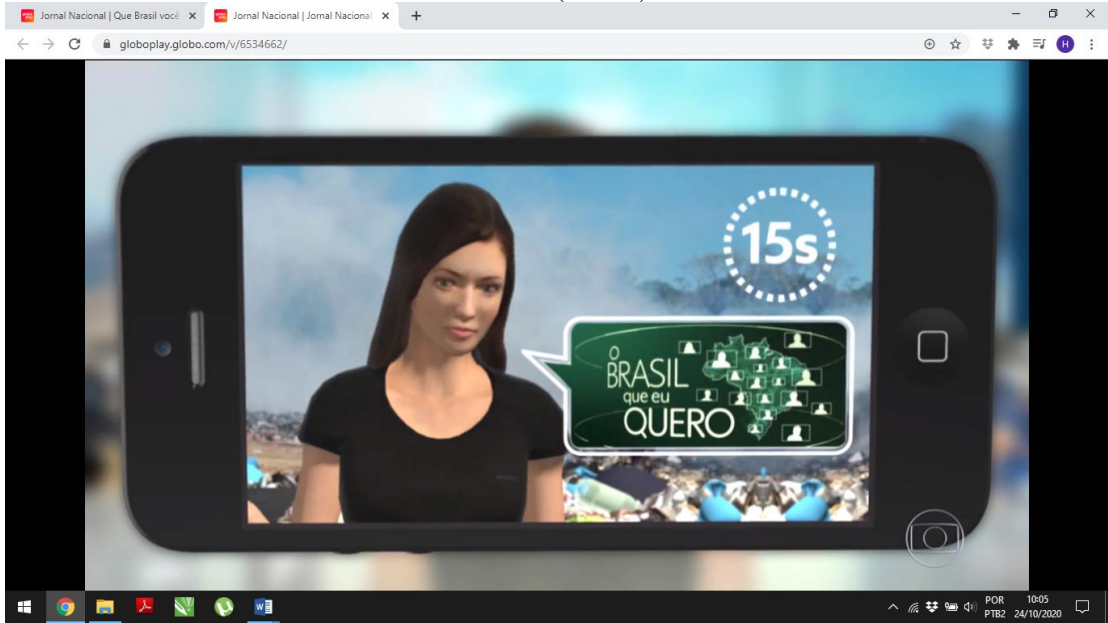 Jornal Nacional | Que Brasil você
Jornal Nacional | Jornal Nacional
globoplay.globo.com/v/6534662/
H
15s
O
BRASIL
que eu
QUERO
POR
PTB2
10:05
24/10/2020